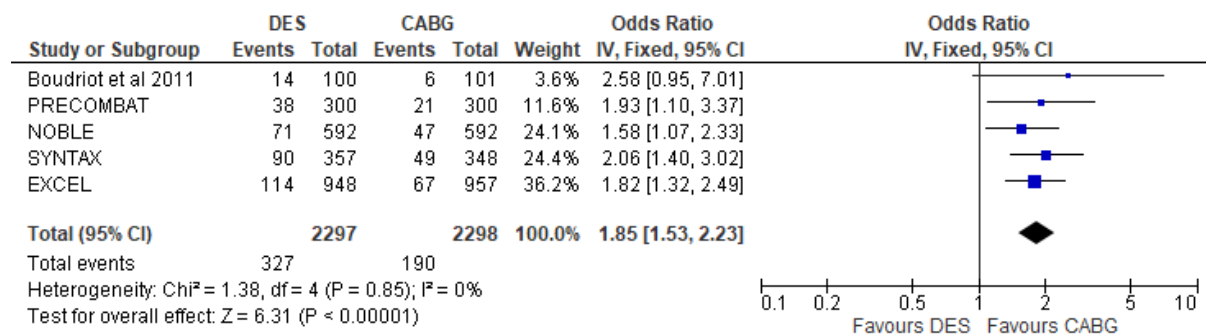 DES CABG Odds Ratio Odds Ratio
Study or Subgroup Events Total Events Total Weight IV, Fixed, 95% CI IV, Fixed, 95% CI
Boudriot et al 2011 14 100 6 101 3.6% 2.58 [0.95, 7.01]
PRECOMBAT 38 300 21 300 11.6% 1.93 [1.10, 3.37]
NOBLE 71 592 47 592 24.1% 1.58 [1.07, 2.33]
SYNTAX 90 357 49 348 24.4% 2.06 [1.40, 3.02]
EXCEL 114 948 67 957 36.2% 1.82 [1.32, 2.49]
Total (95% CI) 2297 2298 100.0% 1.85 [1.53, 2.23]
Total events 327 190
Heterogeneity: Chi² = 1.38, df = 4 (P = 0.85); I² = 0%
Test for overall effect: Z = 6.31 (P < 0.00001)
0.1 0.2 0.5 1 2 5 10
Favours DES Favours CABG